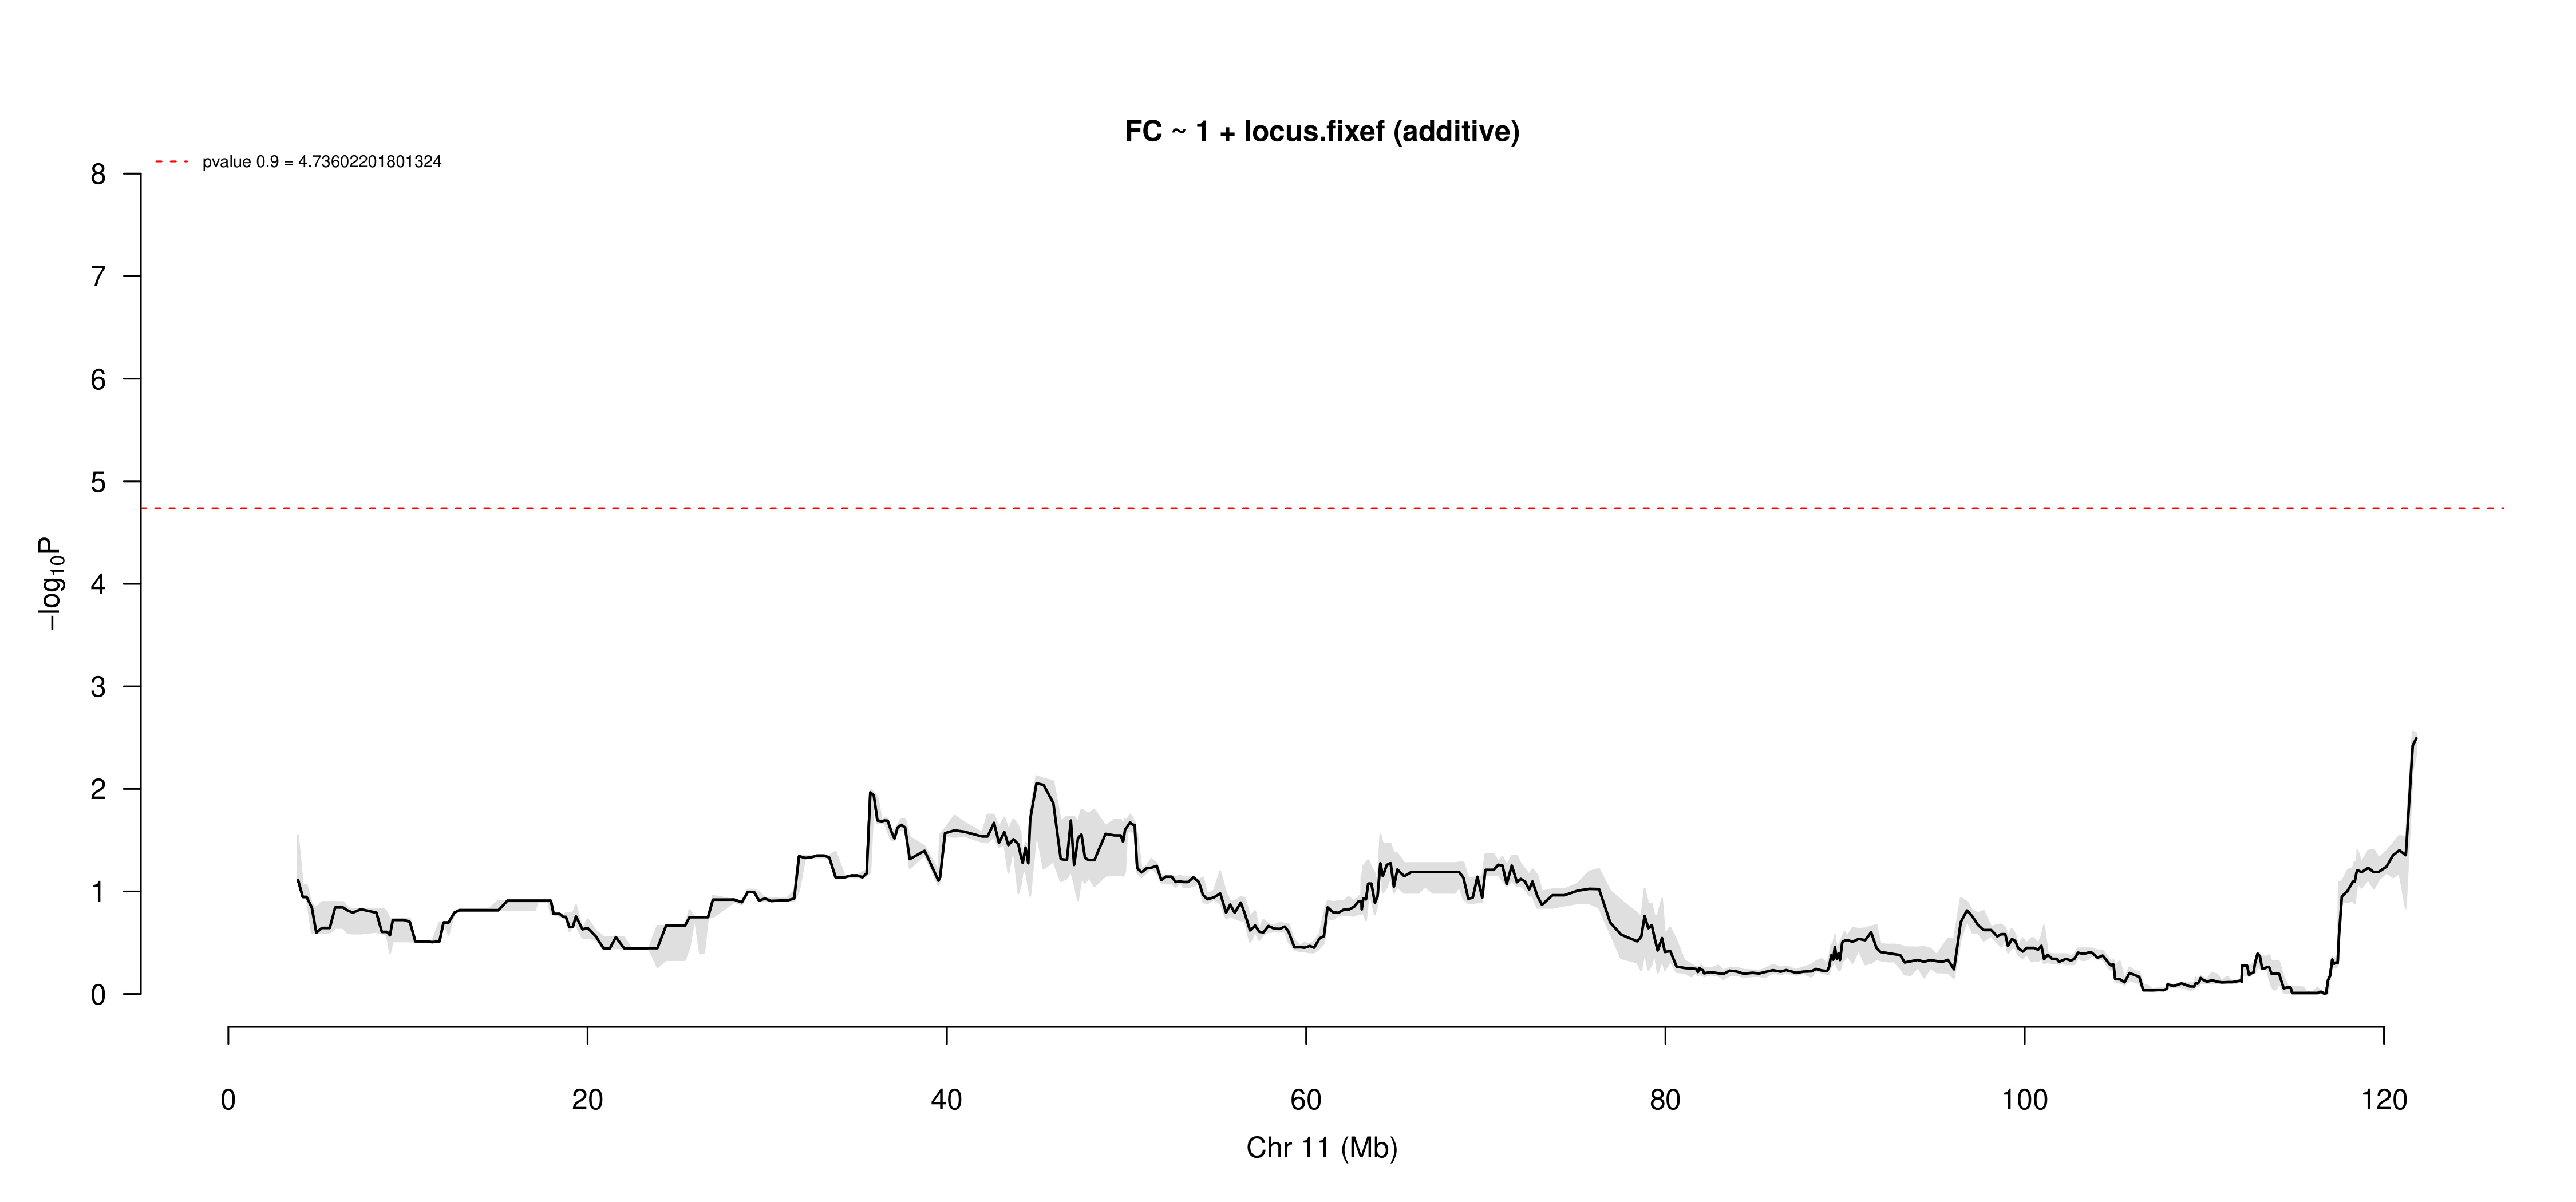 FC ~ 1 + locus.fixef (additive)
pvalue 0.9 = 4.73602201801324
8
7
6
5
4
3
2
1
0
−log10P
0 20 40 60 80 100 120
Chr 11 (Mb)